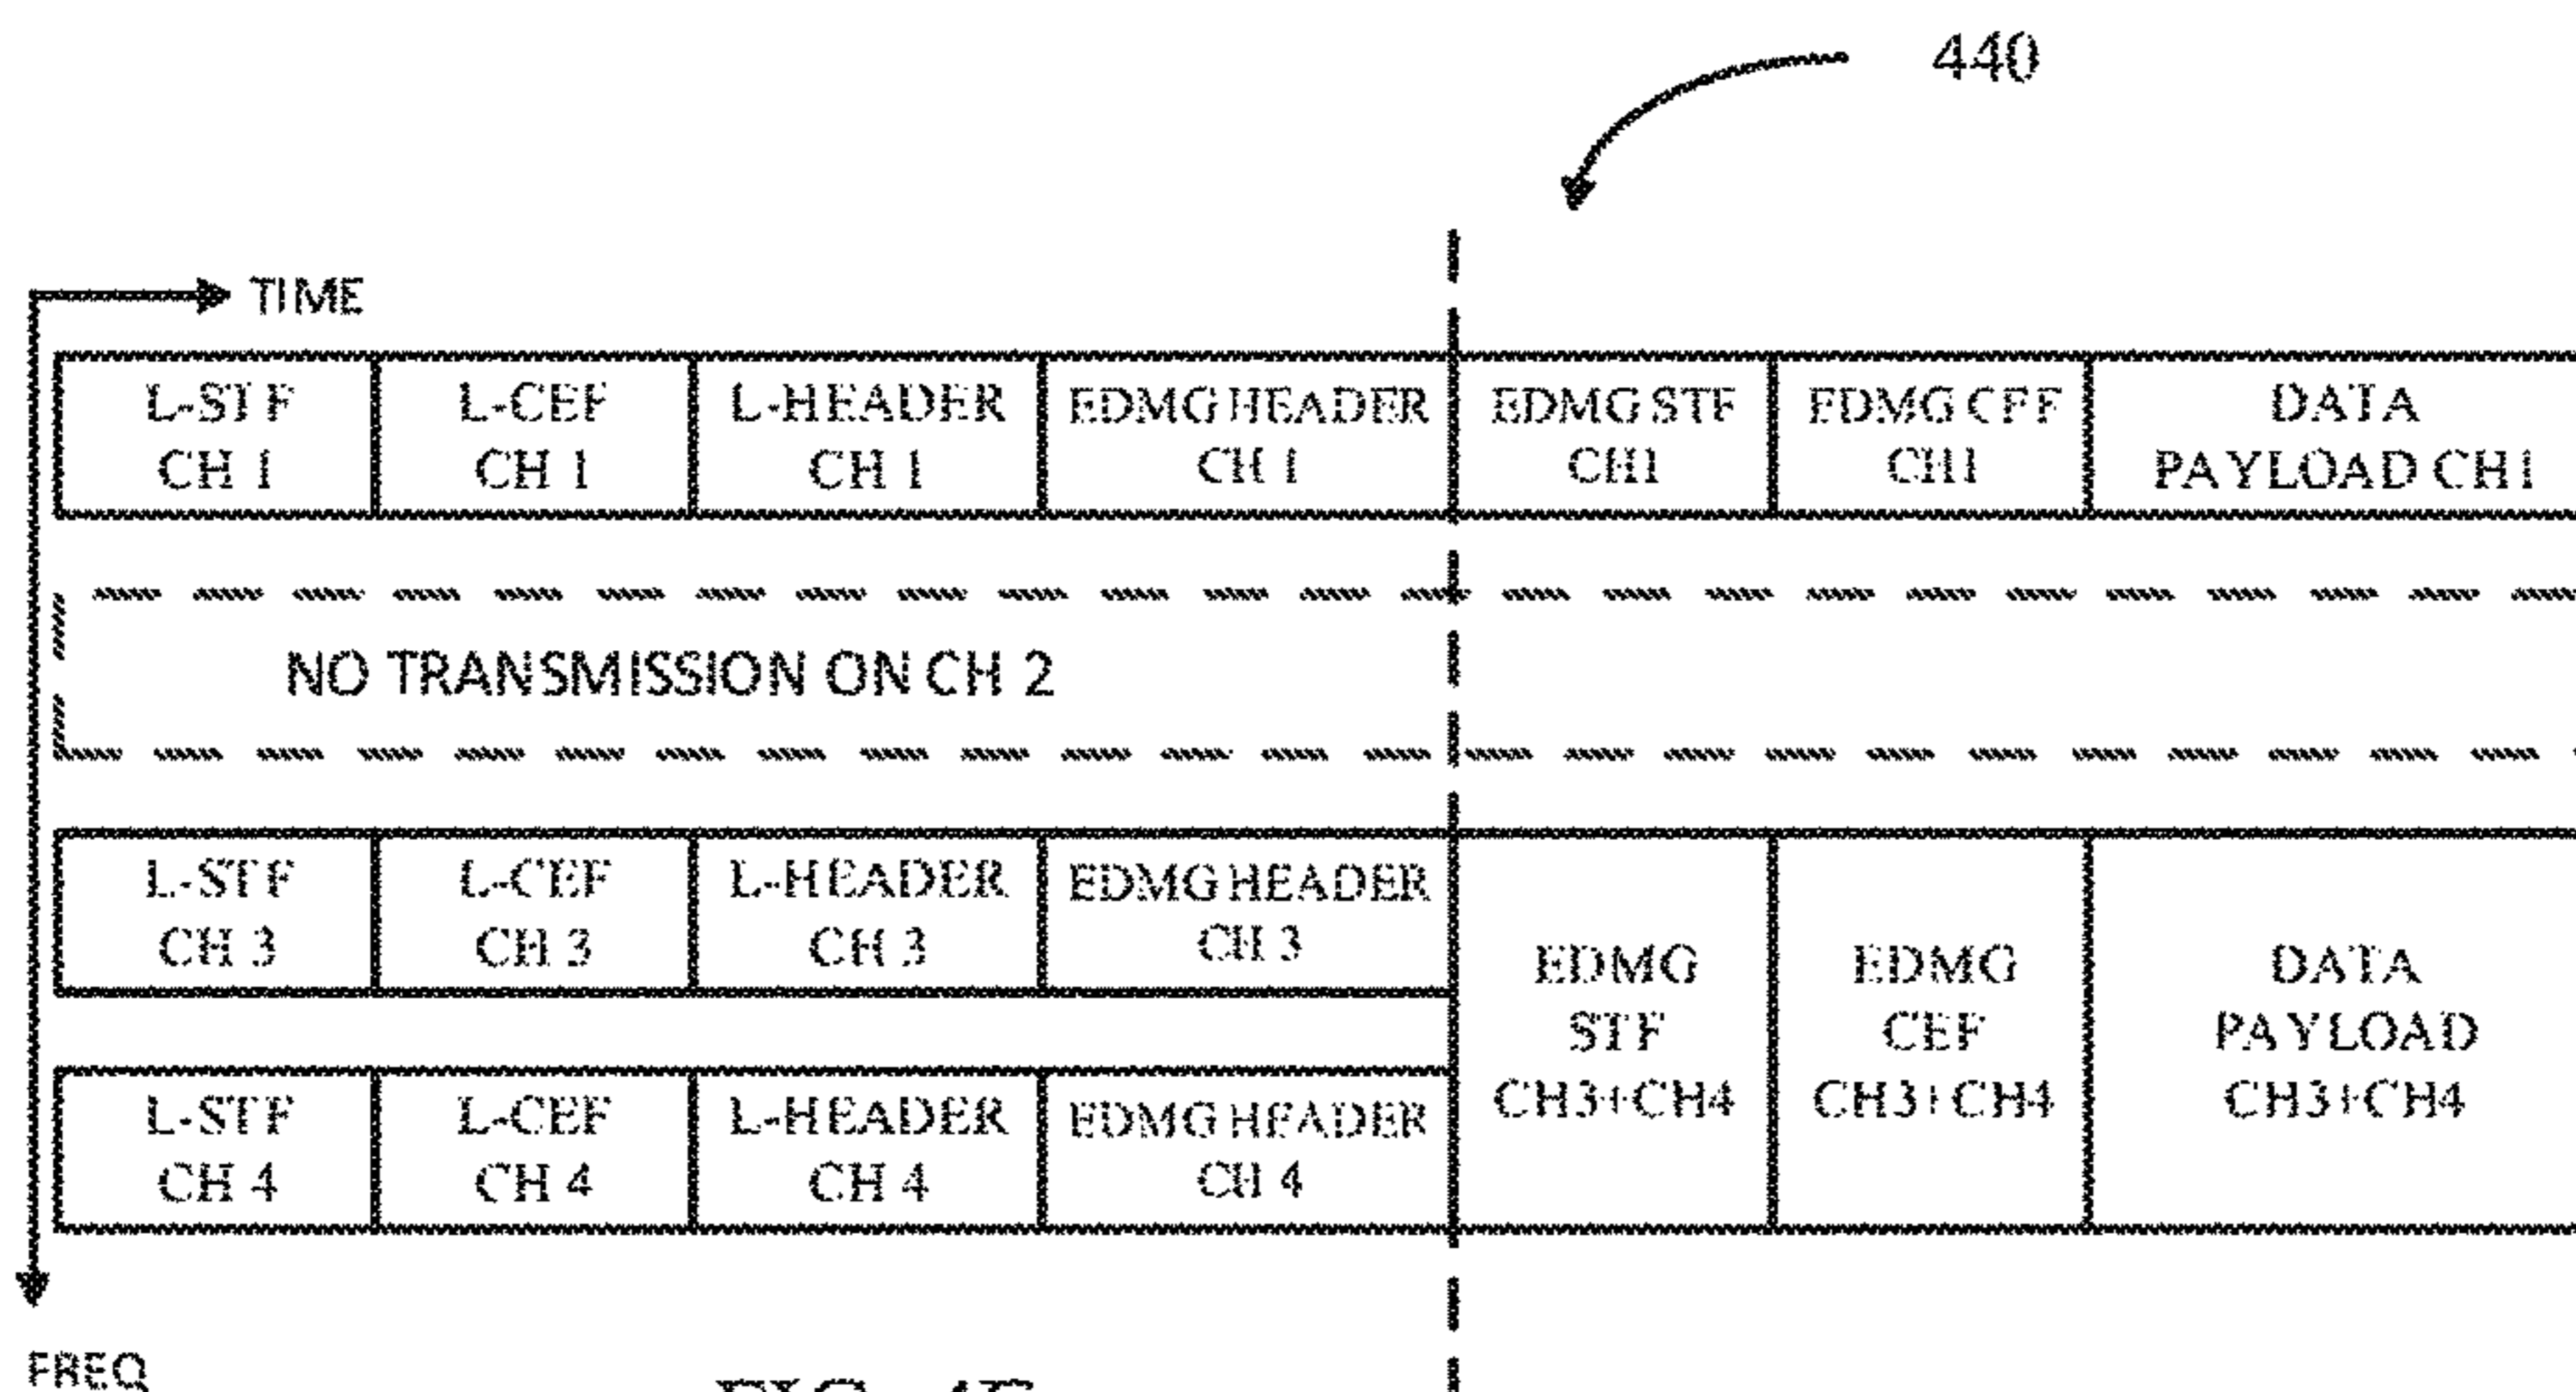 440
TIME
L-STF L-CEF L-HEADER EDMG HEADER EDMG STF EDMG CEF DATA
CH 1 CH 1 CH 1 CH 1 CH1 CH1 PAYLOAD CH1
NO TRANSMISSION ON CH 2
L-STF L-CEF L-HEADER EDMG HEADER
CH 3 CH 3 CH 3 CH 3
EDMG EDMG DATA
STF CEF PAYLOAD
CH3+CH4 CH3+CH4 CH3+CH4
L-STF L-CEF L-HEADER EDMG HEADER
CH 4 CH 4 CH 4 CH 4
FREQ